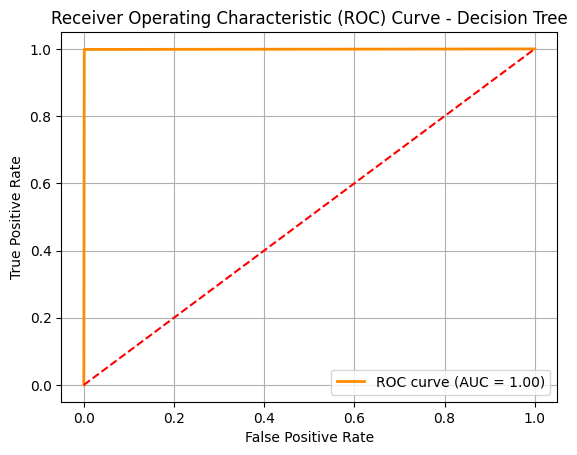 Receiver Operating Characteristic (ROC) Curve - Decision Tree
True Positive Rate
1.0
0.8
0.6
0.4
0.2
0.0
ROC curve (AUC = 1.00)
0.0 0.2 0.4 0.6 0.8 1.0
False Positive Rate